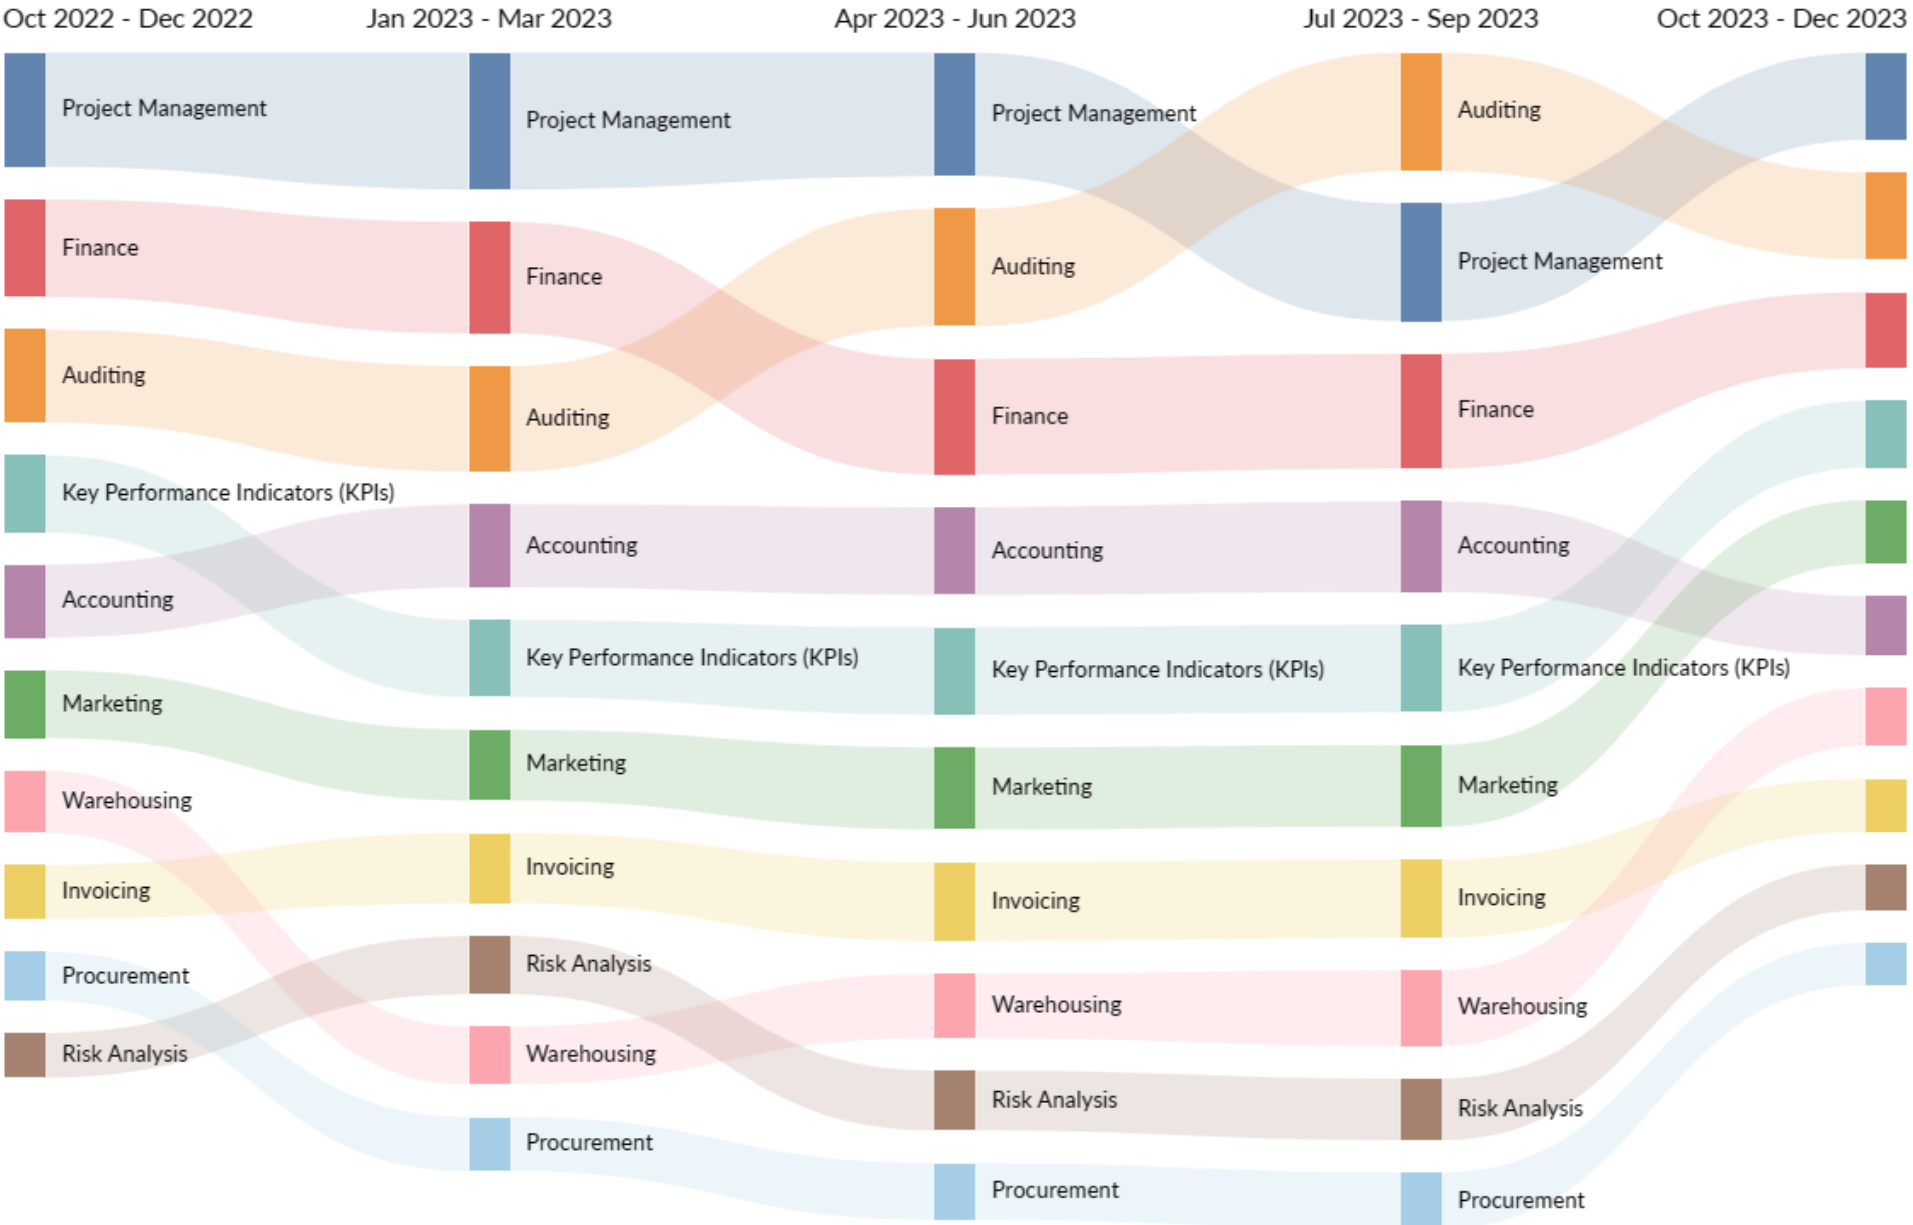 Oct 2022 - Dec 2022
Jan 2023 - Mar 2023
Apr 2023 - Jun 2023
Jul 2023 - Sep 2023
Oct 2023 - Dec 2023
Project Management
Finance
Auditing
Key Performance Indicators (KPIs)
Accounting
Marketing
Warehousing
Invoicing
Procurement
Risk Analysis
Project Management
Finance
Auditing
Accounting
Key Performance Indicators (KPIs)
Marketing
Invoicing
Risk Analysis
Warehousing
Procurement
Project Management
Auditing
Finance
Accounting
Key Performance Indicators (KPIs)
Marketing
Invoicing
Warehousing
Risk Analysis
Procurement
Auditing
Project Management
Finance
Accounting
Key Performance Indicators (KPIs)
Marketing
Invoicing
Warehousing
Risk Analysis
Procurement